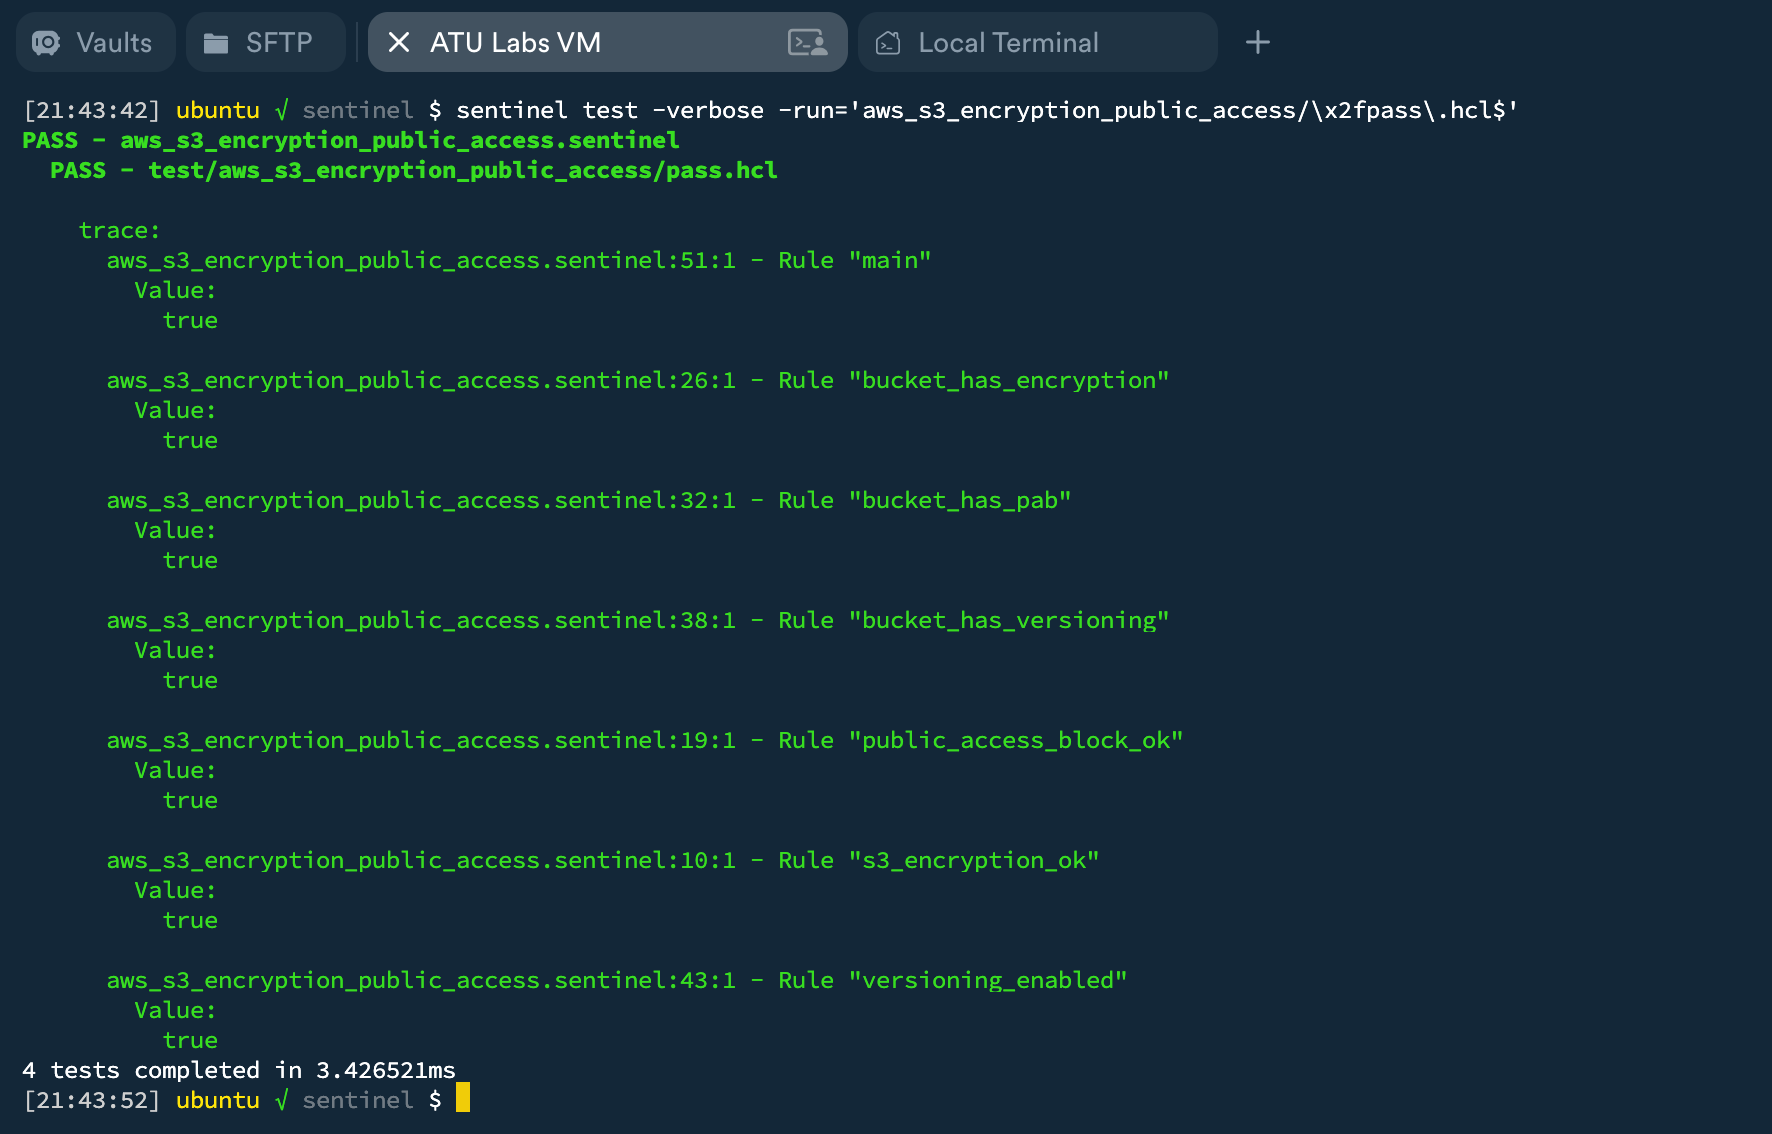 Vaults SFTP ATU Labs VM Local Terminal
[21:43:42] ubuntu √ sentinel $ sentinel test -verbose -run='aws_s3_encryption_public_access/\x2fpass\.hcl$'
PASS - aws_s3_encryption_public_access.sentinel
PASS - test/aws_s3_encryption_public_access/pass.hcl
trace:
aws_s3_encryption_public_access.sentinel:51:1 - Rule "main"
Value:
true
aws_s3_encryption_public_access.sentinel:26:1 - Rule "bucket_has_encryption"
Value:
true
aws_s3_encryption_public_access.sentinel:32:1 - Rule "bucket_has_pab"
Value:
true
aws_s3_encryption_public_access.sentinel:38:1 - Rule "bucket_has_versioning"
Value:
true
aws_s3_encryption_public_access.sentinel:19:1 - Rule "public_access_block_ok"
Value:
true
aws_s3_encryption_public_access.sentinel:10:1 - Rule "s3_encryption_ok"
Value:
true
aws_s3_encryption_public_access.sentinel:43:1 - Rule "versioning_enabled"
Value:
true
4 tests completed in 3.426521ms
[21:43:52] ubuntu √ sentinel $